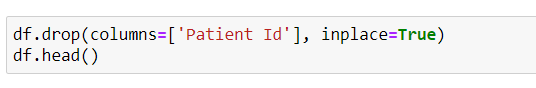 df.drop(columns=['Patient Id'], inplace=True)
df.head()